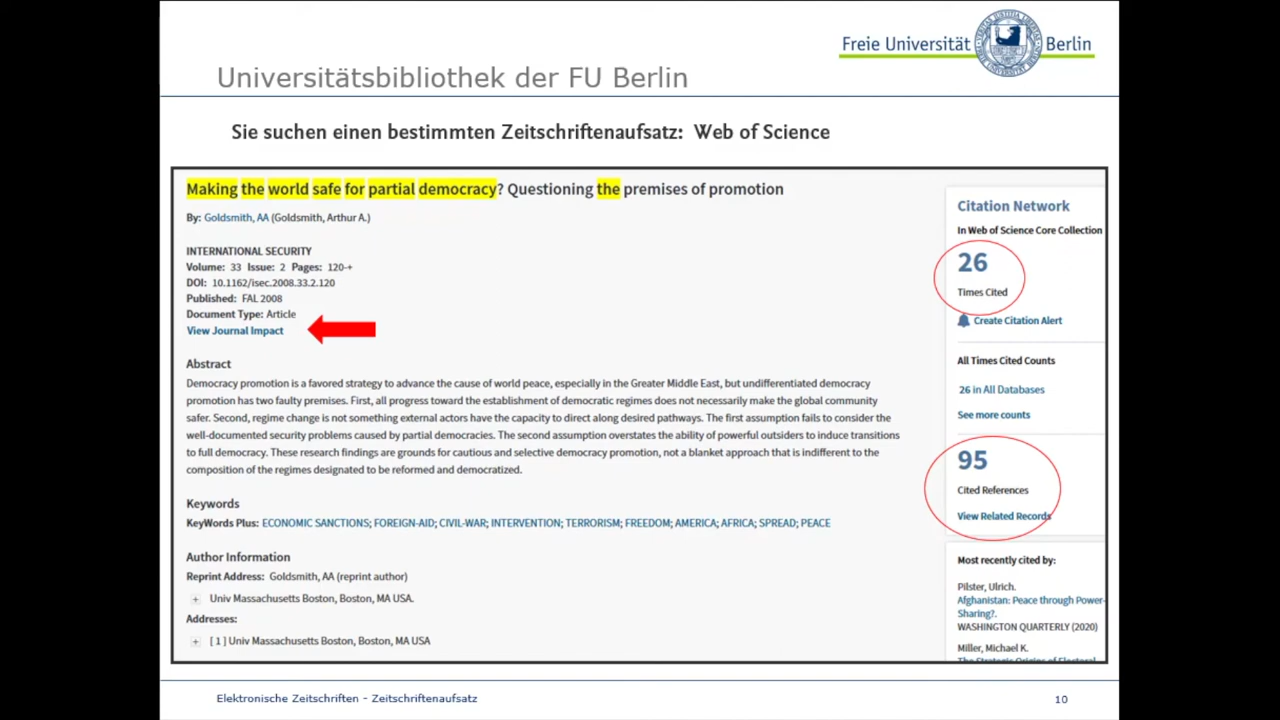 Freie Universität Berlin
Universitätsbibliothek der FU Berlin
Sie suchen einen bestimmten Zeitschriftenaufsatz: Web of Science
Making the world safe for partial democracy? Questioning the premises of promotion
By: Goldsmith, AA (Goldsmith, Arthur A.)
INTERNATIONAL SECURITY
Volume: 33 Issue: 2 Pages: 120-+
DOI: 10.1162/isec.2008.33.2.120
Published: FAL 2008
Document Type: Article
View Journal Impact
Abstract
Democracy promotion is a favored strategy to advance the cause of world peace, especially in the Greater Middle East, but undifferentiated democracy
promotion has two faulty premises. First, all progress toward the establishment of democratic regimes does not necessarily make the global community
safer. Second, regime change is not something external actors have the capacity to direct along desired pathways. The first assumption fails to consider the
well-documented security problems caused by partial democracies. The second assumption overstates the ability of powerful outsiders to induce transitions
to full democracy. These research findings are grounds for cautious and selective democracy promotion, not a blanket approach that is indifferent to the
composition of the regimes designated to be reformed and democratized.
Keywords
KeyWords Plus: ECONOMIC SANCTIONS; FOREIGN-AID; CIVIL-WAR; INTERVENTION; TERRORISM; FREEDOM; AMERICA; AFRICA; SPREAD; PEACE
Author Information
Reprint Address: Goldsmith, AA (reprint author)
Univ Massachusetts Boston, Boston, MA USA.
Addresses:
[ 1 ] Univ Massachusetts Boston, Boston, MA USA
Citation Network
In Web of Science Core Collection
26
Times Cited
Create Citation Alert
All Times Cited Counts
26 in All Databases
See more counts
95
Cited References
View Related Records
Most recently cited by:
Pilster, Ulrich.
Afghanistan: Peace through Power-
Sharing?.
WASHINGTON QUARTERLY (2020)
Miller, Michael K.
The Strategic Origins of Electoral
Elektronische Zeitschriften - Zeitschriftenaufsatz
10